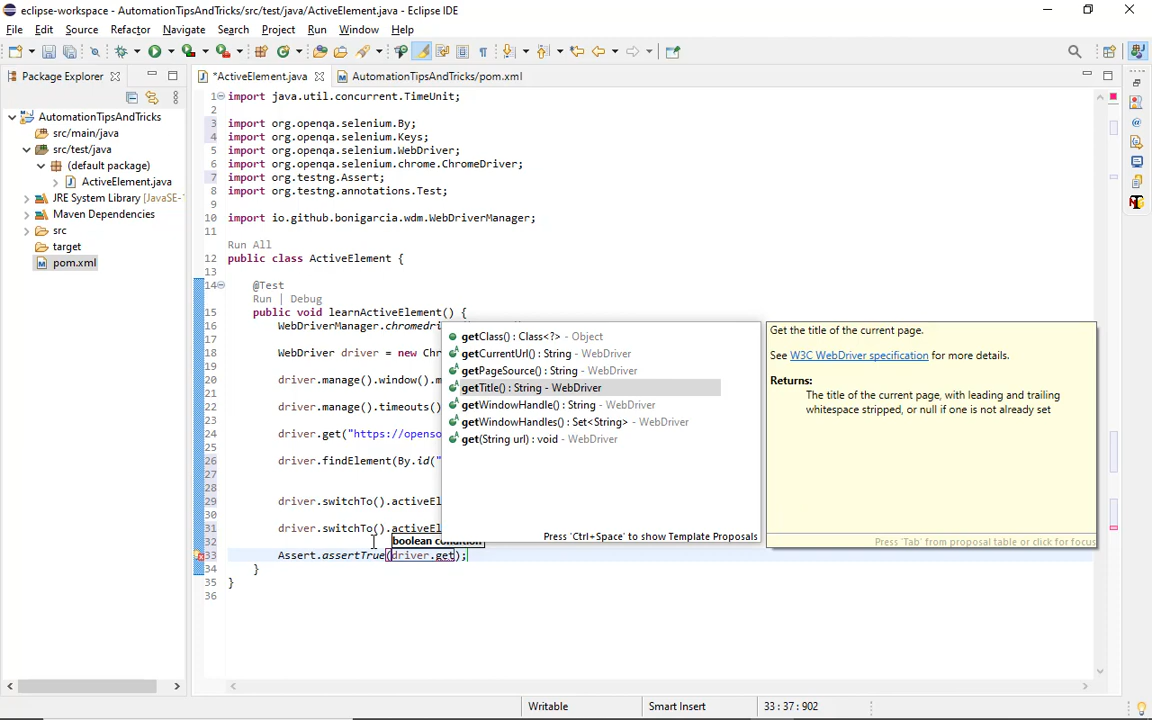 eclipse-workspace - AutomationTipsAndTricks/src/test/java/ActiveElement.java - Eclipse IDE
File Edit Source Refactor Navigate Search Project Run Window Help
Package Explorer
*ActiveElement.java
AutomationTipsAndTricks/pom.xml
AutomationTipsAndTricks
src/main/java
src/test/java
(default package)
ActiveElement.java
JRE System Library [JavaSE-1
Maven Dependencies
src
target
pom.xml
1 import java.util.concurrent.TimeUnit;
2
3 import org.openqa.selenium.By;
4 import org.openqa.selenium.Keys;
5 import org.openqa.selenium.WebDriver;
6 import org.openqa.selenium.chrome.ChromeDriver;
7 import org.testng.Assert;
8 import org.testng.annotations.Test;
9
10 import io.github.bonigarcia.wdm.WebDriverManager;
11
Run All
12 public class ActiveElement {
13
14 @Test
Run | Debug
15 public void learnActiveElement() {
16 WebDriverManager.chromedri
17
18 WebDriver driver = new Chr
19
20 driver.manage().window().m
21
22 driver.manage().timeouts()
23
24 driver.get("https://openso
25
26 driver.findElement(By.id("
27
28
29 driver.switchTo().activeEl
30
31 driver.switchTo().activeEl
32
33 Assert.assertTrue(driver.get);
34 }
35 }
36
boolean condition
getClass() : Class<?> - Object
getCurrentUrl() : String - WebDriver
getPageSource() : String - WebDriver
getTitle() : String - WebDriver
getWindowHandle() : String - WebDriver
getWindowHandles() : Set<String> - WebDriver
get(String url) : void - WebDriver
Press 'Ctrl+Space' to show Template Proposals
Get the title of the current page.
See W3C WebDriver specification for more details.
Returns:
The title of the current page, with leading and trailing
whitespace stripped, or null if one is not already set
Press 'Tab' from proposal table or click for focus
Writable
Smart Insert
33 : 37 : 902